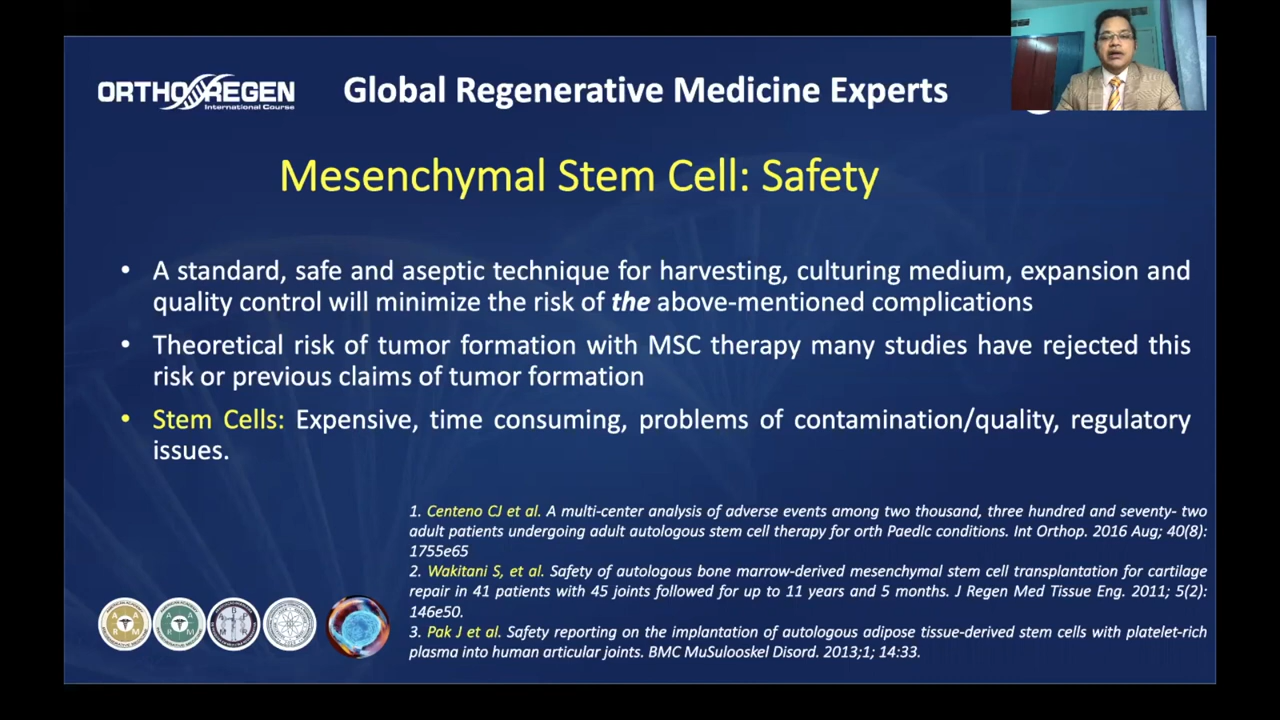 ORTHOREGEN
International Course
Global Regenerative Medicine Experts
Mesenchymal Stem Cell: Safety
• A standard, safe and aseptic technique for harvesting, culturing medium, expansion and
quality control will minimize the risk of the above-mentioned complications
• Theoretical risk of tumor formation with MSC therapy many studies have rejected this
risk or previous claims of tumor formation
• Stem Cells: Expensive, time consuming, problems of contamination/quality, regulatory
issues.
1. Centeno CJ et al. A multi-center analysis of adverse events among two thousand, three hundred and seventy- two
adult patients undergoing adult autologous stem cell therapy for orth PaedIc conditions. Int Orthop. 2016 Aug; 40(8):
1755e65
2. Wakitani S, et al. Safety of autologous bone marrow-derived mesenchymal stem cell transplantation for cartilage
repair in 41 patients with 45 joints followed for up to 11 years and 5 months. J Regen Med Tissue Eng. 2011; 5(2):
146e50.
3. Pak J et al. Safety reporting on the implantation of autologous adipose tissue-derived stem cells with platelet-rich
plasma into human articular joints. BMC MuSulooskel Disord. 2013;1; 14:33.